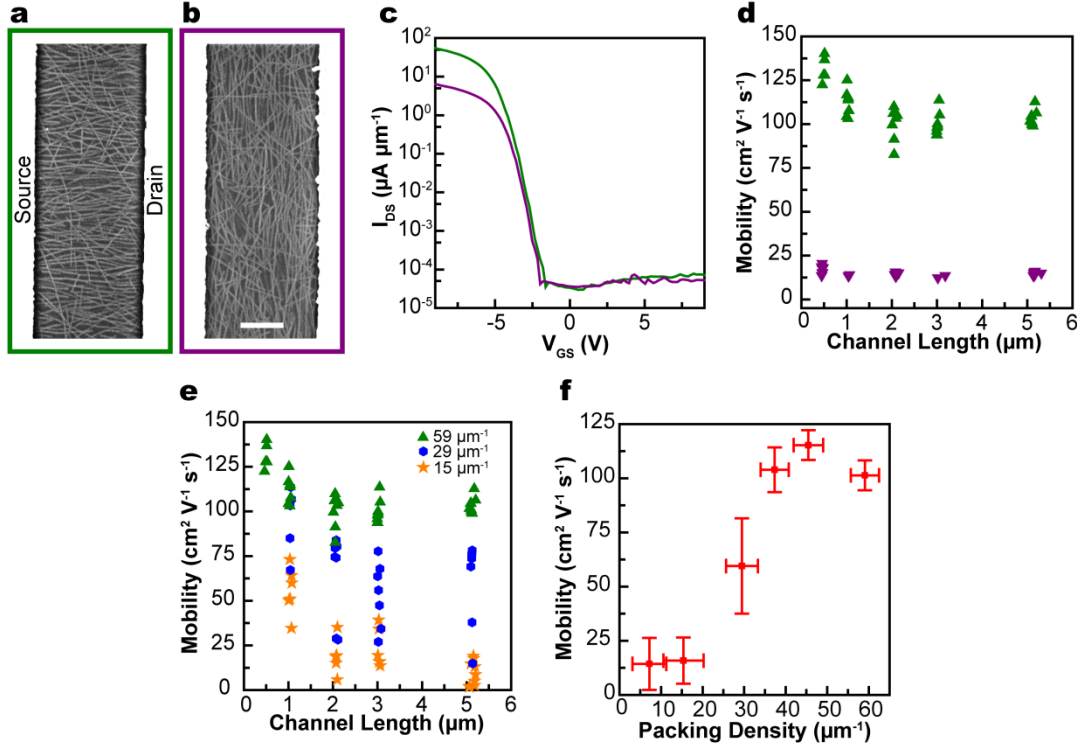 a
Source
Drain
b
c
10²
10¹
10⁰
10⁻¹
10⁻²
10⁻³
10⁻⁴
10⁻⁵
I_DS (µA µm⁻¹)
-5
0
5
V_GS (V)
d
150
125
100
75
50
25
0
Mobility (cm² V⁻¹ s⁻¹)
0
1
2
3
4
5
6
Channel Length (µm)
e
150
125
100
75
50
25
0
Mobility (cm² V⁻¹ s⁻¹)
59 µm⁻¹
29 µm⁻¹
15 µm⁻¹
0
1
2
3
4
5
6
Channel Length (µm)
f
125
100
75
50
25
0
Mobility (cm² V⁻¹ s⁻¹)
0
10
20
30
40
50
60
Packing Density (µm⁻¹)